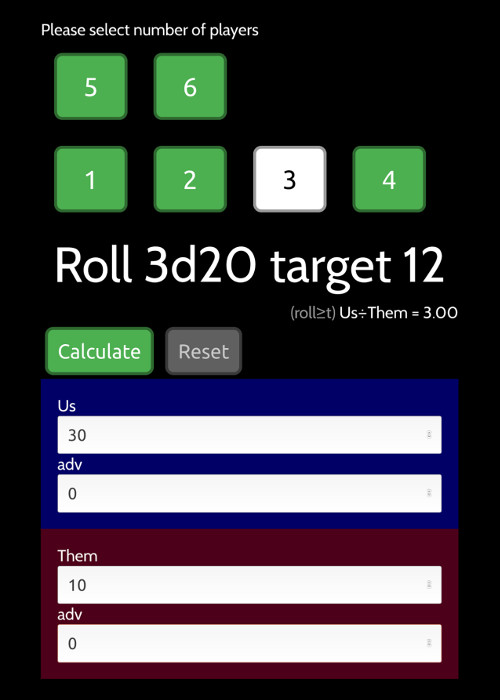 Please select number of players
5 6
1 2 3 4
Roll 3d20 target 12
(roll≥t) Us÷Them = 3.00
Calculate Reset
Us
30
adv
0
Them
10
adv
0